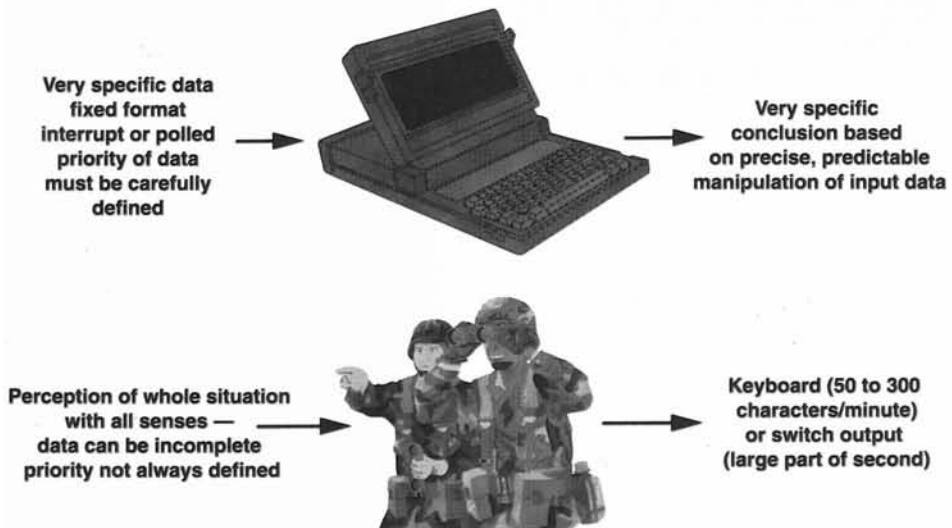 Very specific data
fixed format
interrupt or polled
priority of data
must be carefully
defined
Very specific
conclusion based
on precise, predictable
manipulation of input data
Perception of whole situation
with all senses —
data can be incomplete
priority not always defined
Keyboard (50 to 300
characters/minute)
or switch output
(large part of second)